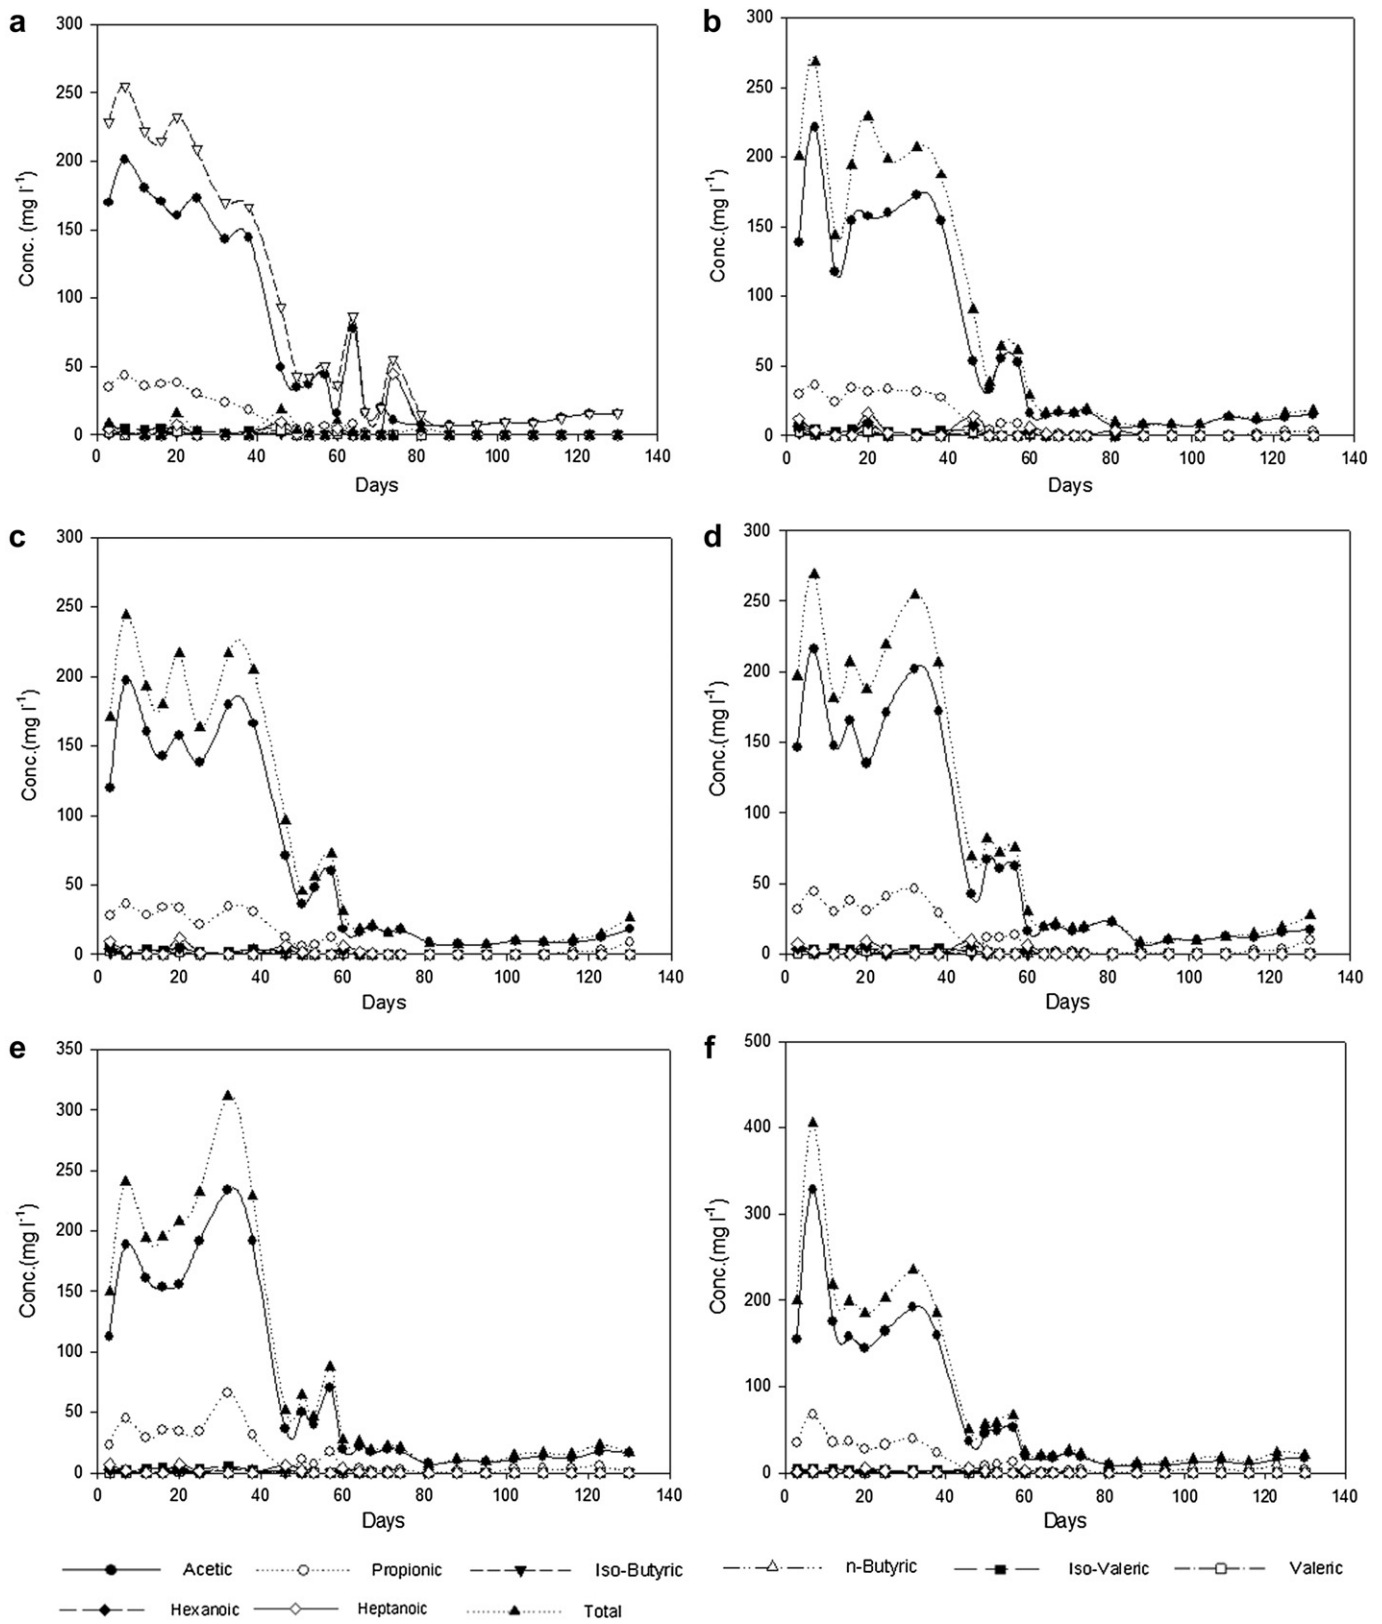 a
300
250
200
150
100
50
0
Conc. (mg l-1)
0 20 40 60 80 100 120 140
Days
b
300
250
200
150
100
50
0
Conc.(mg l-1)
0 20 40 60 80 100 120 140
Days
c
300
250
200
150
100
50
0
Conc.(mg l-1)
0 20 40 60 80 100 120 140
Days
d
300
250
200
150
100
50
0
Conc.(mg l-1)
0 20 40 60 80 100 120 140
Days
e
350
300
250
200
150
100
50
0
Conc.(mg l-1)
0 20 40 60 80 100 120 140
Days
f
500
400
300
200
100
0
Conc.(mg l-1)
0 20 40 60 80 100 120 140
Days
Acetic Propionic Iso-Butyric n-Butyric Iso-Valeric Valeric
Hexanoic Heptanoic Total